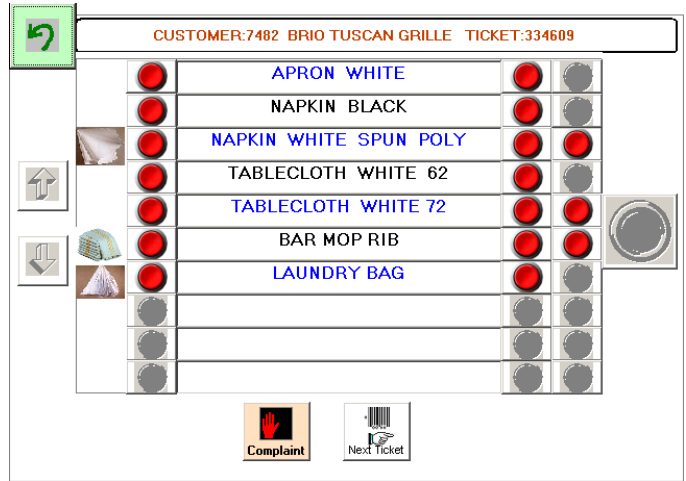 CUSTOMER:7482 BRIO TUSCAN GRILLE TICKET:334609
APRON WHITE
NAPKIN BLACK
NAPKIN WHITE SPUN POLY
TABLECLOTH WHITE 62
TABLECLOTH WHITE 72
BAR MOP RIB
LAUNDRY BAG
Complaint
Next Ticket